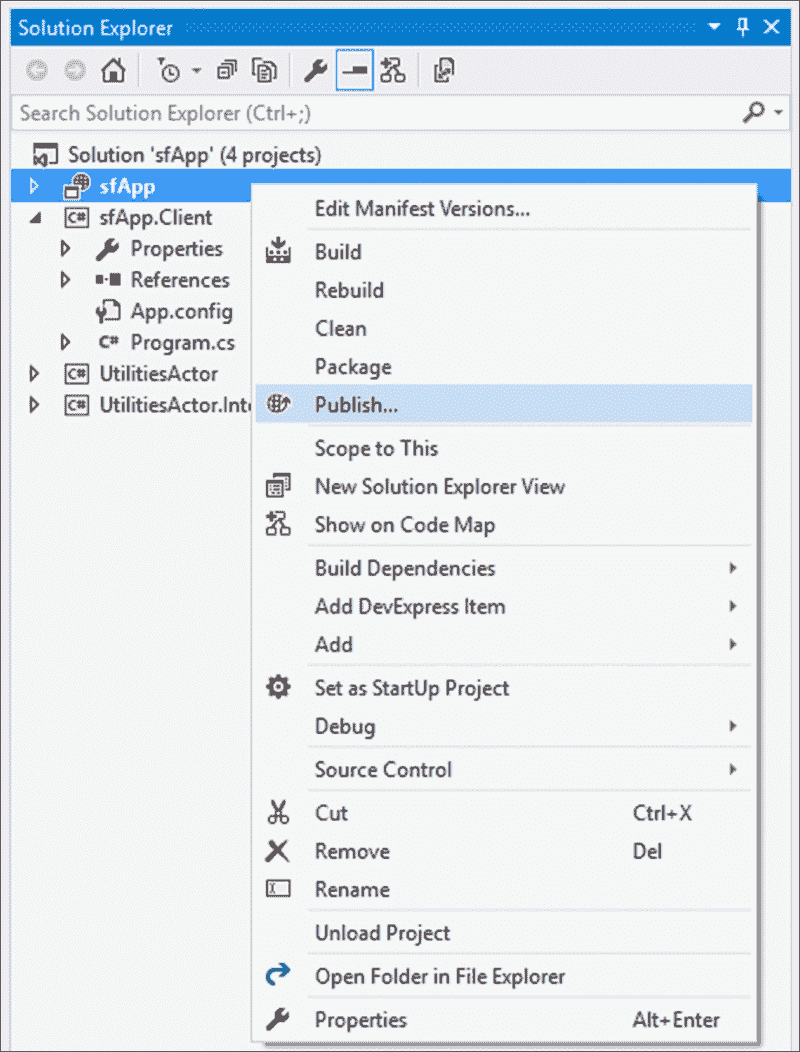 Solution Explorer
Search Solution Explorer (Ctrl+;)
Solution 'sfApp' (4 projects)
sfApp
C# sfApp.Client
Properties
References
App.config
C# Program.cs
C# UtilitiesActor
C# UtilitiesActor.Inte
Edit Manifest Versions...
Build
Rebuild
Clean
Package
Publish...
Scope to This
New Solution Explorer View
Show on Code Map
Build Dependencies
Add DevExpress Item
Add
Set as StartUp Project
Debug
Source Control
Cut Ctrl+X
Remove Del
Rename
Unload Project
Open Folder in File Explorer
Properties Alt+Enter